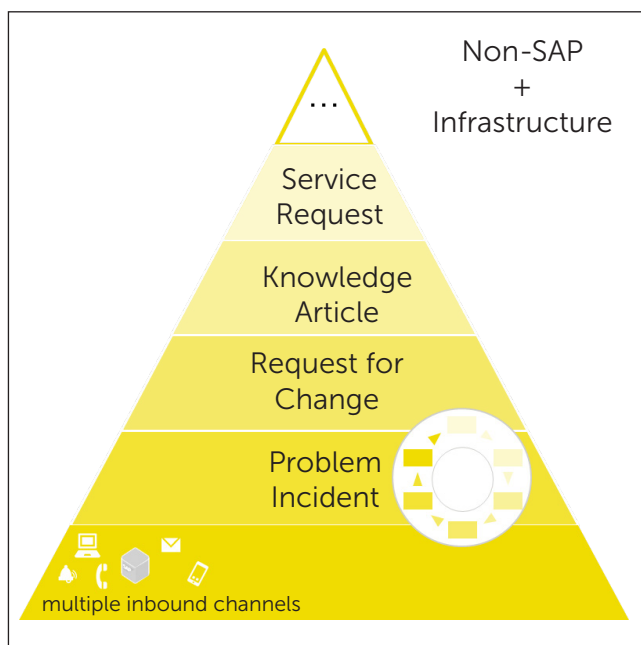 Non-SAP
+
Infrastructure
...
Service
Request
Knowledge
Article
Request for
Change
Problem
Incident
multiple inbound channels